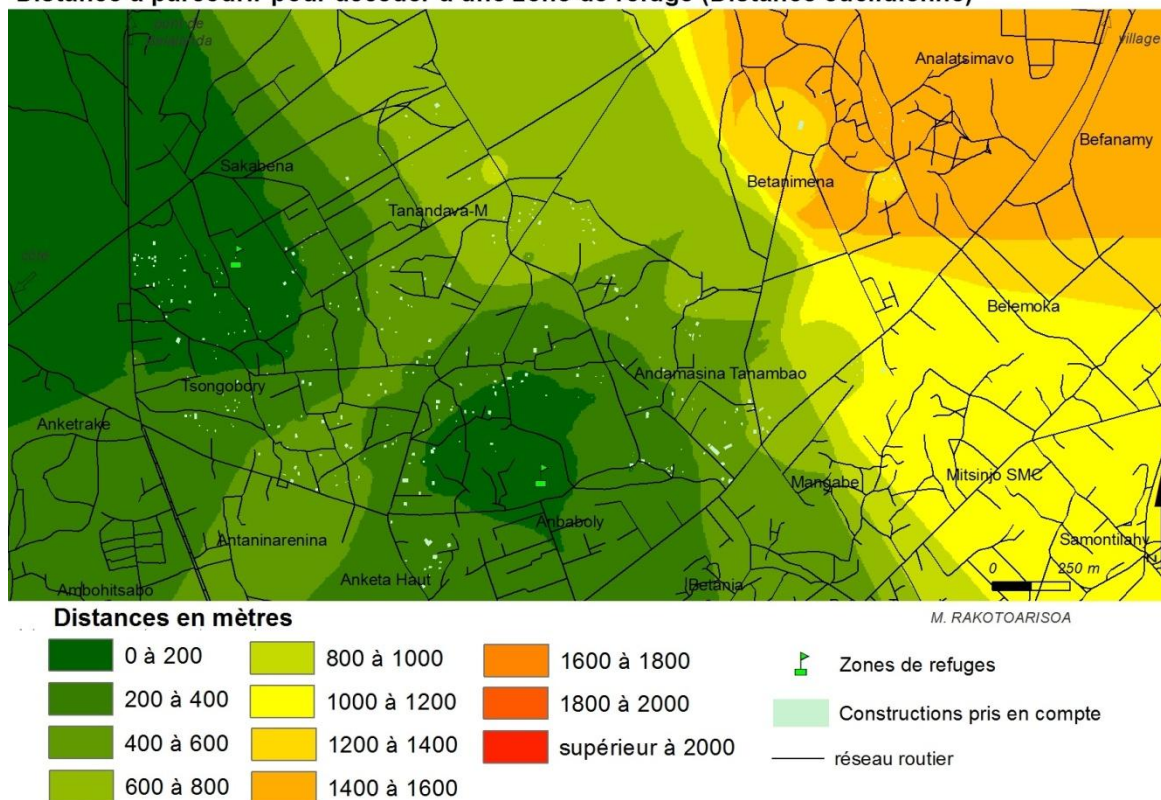 Distance à parcourir pour accéder à une zone de refuge (Distance euclidienne)
village
Analatsimavo
Befanamy
Sakabena
Betanimena
Tanandava-M
Belemoka
Tsongobory
Andamasina Tanambao
Anketrake
Mangabe
Mitsinjo SMC
Anbaboly
Antaninarenina
Samontilahy
Anketa Haut
Betania
Ambohitsabo
0 250 m
Distances en mètres
M. RAKOTOARISOA
0 à 200
200 à 400
400 à 600
600 à 800
800 à 1000
1000 à 1200
1200 à 1400
1400 à 1600
1600 à 1800
1800 à 2000
supérieur à 2000
Zones de refuges
Constructions pris en compte
réseau routier